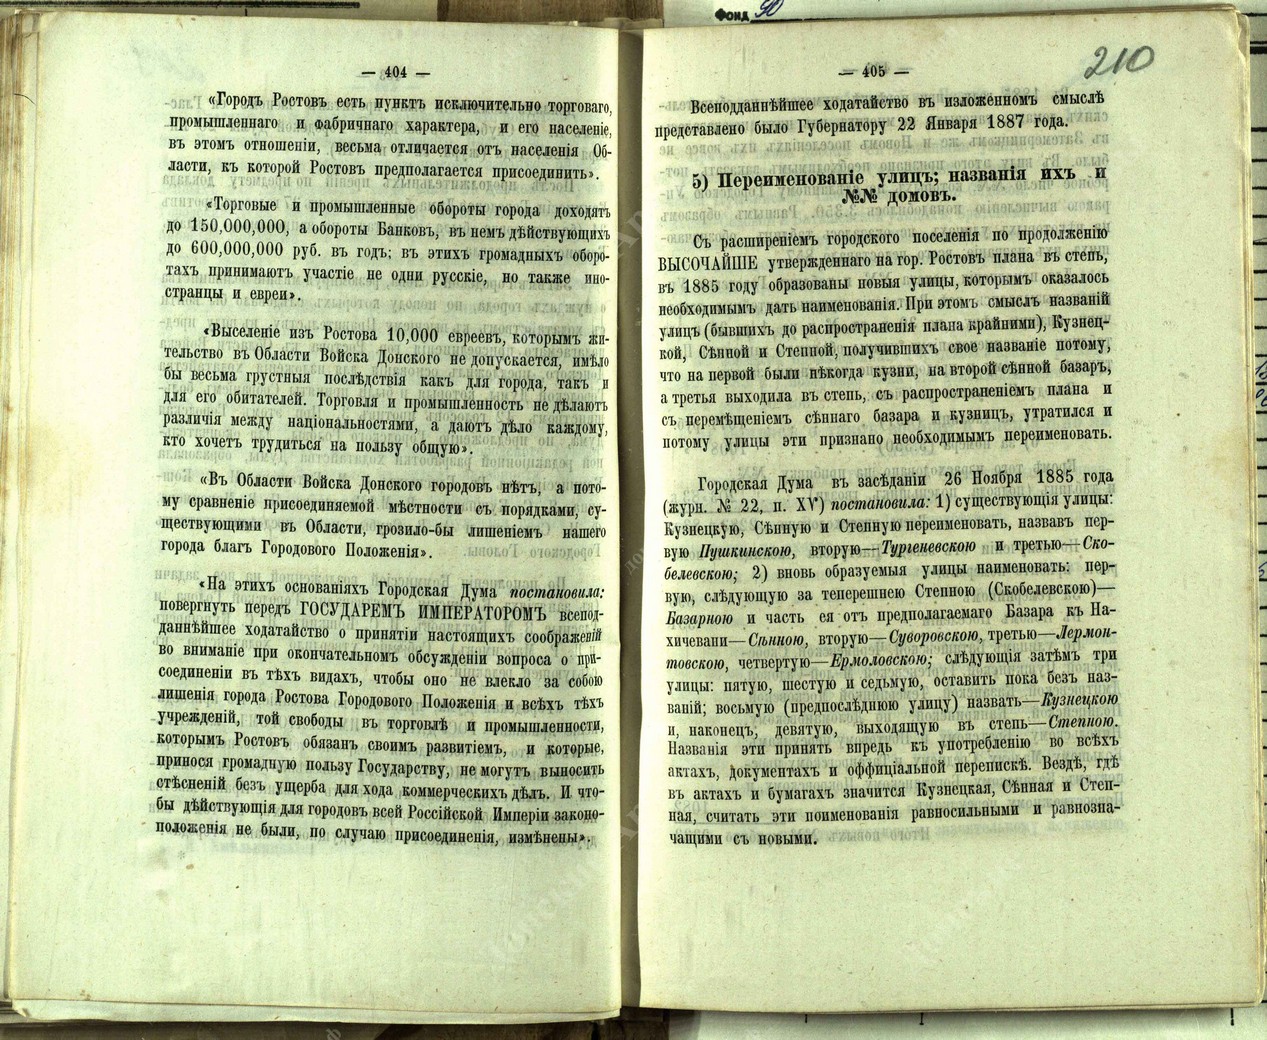 Фонд 90
— 404 —
«Городъ Ростовъ есть пунктъ исключительно торговаго,
промышленнаго и фабричнаго характера, и его населеніе,
въ этомъ отношеніи, весьма отличается отъ населенія Об-
ласти, къ которой Ростовъ предполагается присоединить».
«Торговые и промышленные обороты города доходятъ
до 150,000,000, а обороты Банковъ, въ немъ дѣйствующихъ
до 600,000,000 руб. въ годъ; въ этихъ громадныхъ оборо-
тахъ принимаютъ участіе не одни русскіе, но также ино-
странцы и евреи».
«Выселеніе изъ Ростова 10,000 евреевъ, которымъ жи-
тельство въ Области Войска Донского не допускается, имѣло
бы весьма грустныя послѣдствія какъ для города, такъ и
для его обитателей. Торговля и промышленность не дѣлаютъ
различія между національностями, а даютъ дѣло каждому,
кто хочетъ трудиться на пользу общую».
«Въ Области Войска Донского городовъ нѣтъ, а пото-
му сравненіе присоединяемой мѣстности съ порядками, су-
ществующими въ Области, грозило-бы лишеніемъ нашего
города благъ Городового Положенія».
«На этихъ основаніяхъ Городская Дума постановила:
повергнуть передъ ГОСУДАРЕМЪ ИМПЕРАТОРОМЪ всепод-
даннѣйшее ходатайство о принятіи настоящихъ соображеній
во вниманіе при окончательномъ обсужденіи вопроса о при-
соединеніи въ тѣхъ видахъ, чтобы оно не влекло за собою
лишенія города Ростова Городового Положенія и всѣхъ тѣхъ
учрежденій, той свободы въ торговлѣ и промышленности,
которымъ Ростовъ обязанъ своимъ развитіемъ, и которые,
принося громадную пользу Государству, не могутъ выносить
стѣсненій безъ ущерба для хода коммерческихъ дѣлъ. И что-
бы дѣйствующія для городовъ всей Россійской Имперіи законо-
положенія не были, по случаю присоединенія, измѣнены».
— 405 —
210
Всеподданнѣйшее ходатайство въ изложенномъ смыслѣ
представлено было Губернатору 22 Января 1887 года.
5) Переименованіе улицъ; названія ихъ и
№№ домовъ.
Съ расширеніемъ городского поселенія по продолженію
ВЫСОЧАЙШЕ утвержденнаго на гор. Ростовъ плана въ степь,
въ 1885 году образованы новыя улицы, которымъ оказалось
необходимымъ дать наименованія. При этомъ смыслъ названій
улицъ (бывшихъ до распространенія плана крайними), Кузнец-
кой, Сѣнной и Степной, получившихъ свое названіе потому,
что на первой были нѣкогда кузни, на второй сѣнной базаръ,
а третья выходила въ степь, съ распространеніемъ плана и
съ перемѣщеніемъ сѣннаго базара и кузницъ, утратился и
потому улицы эти признано необходимымъ переименовать.
Городская Дума въ засѣданіи 26 Ноября 1885 года
(журн. № 22, п. XV) постановила: 1) существующія улицы:
Кузнецкую, Сѣнную и Степную переименовать, назвавъ пер-
вую Пушкинскою, вторую—Тургеневскою и третью—Ско-
белевскою; 2) вновь образуемыя улицы наименовать: пер-
вую, слѣдующую за теперешнею Степною (Скобелевскою)—
Базарною и часть ея отъ предполагаемаго Базара къ На-
хичевани—Сѣнною, вторую—Суворовскою, третью—Лермон-
товскою, четвертую—Ермоловскою; слѣдующія затѣмъ три
улицы: пятую, шестую и седьмую, оставить пока безъ наз-
ваній; восьмую (предпослѣднюю улицу) назвать—Кузнецкою
и, наконецъ, девятую, выходящую въ степь—Степною.
Названія эти принять впредь къ употребленію во всѣхъ
актахъ, документахъ и оффиціальной перепискѣ. Вездѣ, гдѣ
въ актахъ и бумагахъ значится Кузнецкая, Сѣнная и Степ-
ная, считать эти поименованія равносильными и равнозна-
чащими съ новыми.